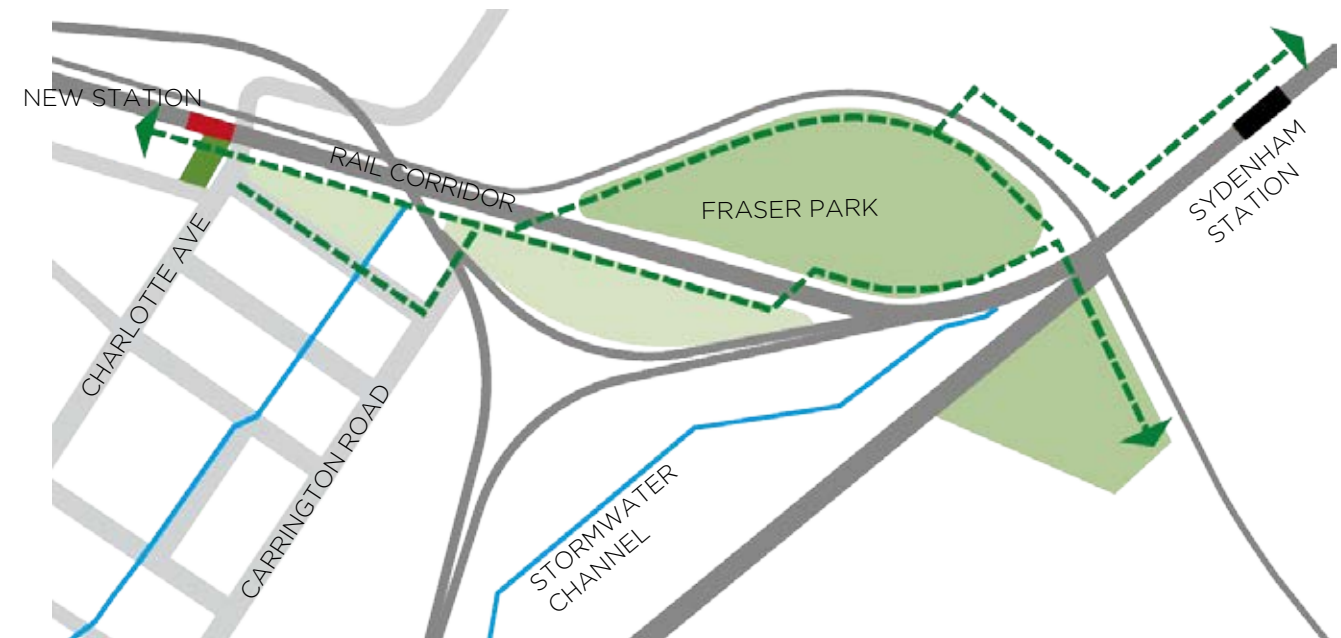 NEW STATION
RAIL CORRIDOR
FRASER PARK
SYDENHAM
STATION
CHARLOTTE AVE
CARRINGTON ROAD
STORMWATER
CHANNEL